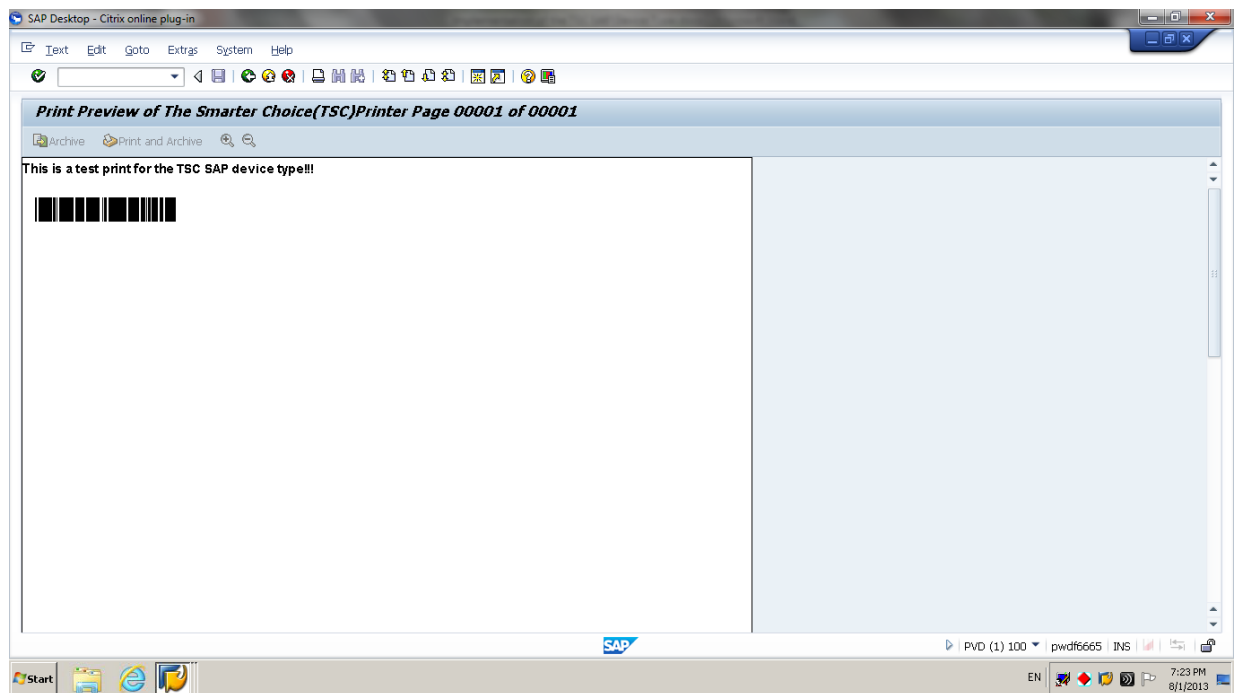 SAP Desktop - Citrix online plug-in
Text Edit Goto Extras System Help
Print Preview of The Smarter Choice(TSC)Printer Page 00001 of 00001
Archive Print and Archive
This is a test print for the TSC SAP device type!!!
SAP
PVD (1) 100 pwdf6665 INS
Start
EN
7:23 PM
8/1/2013